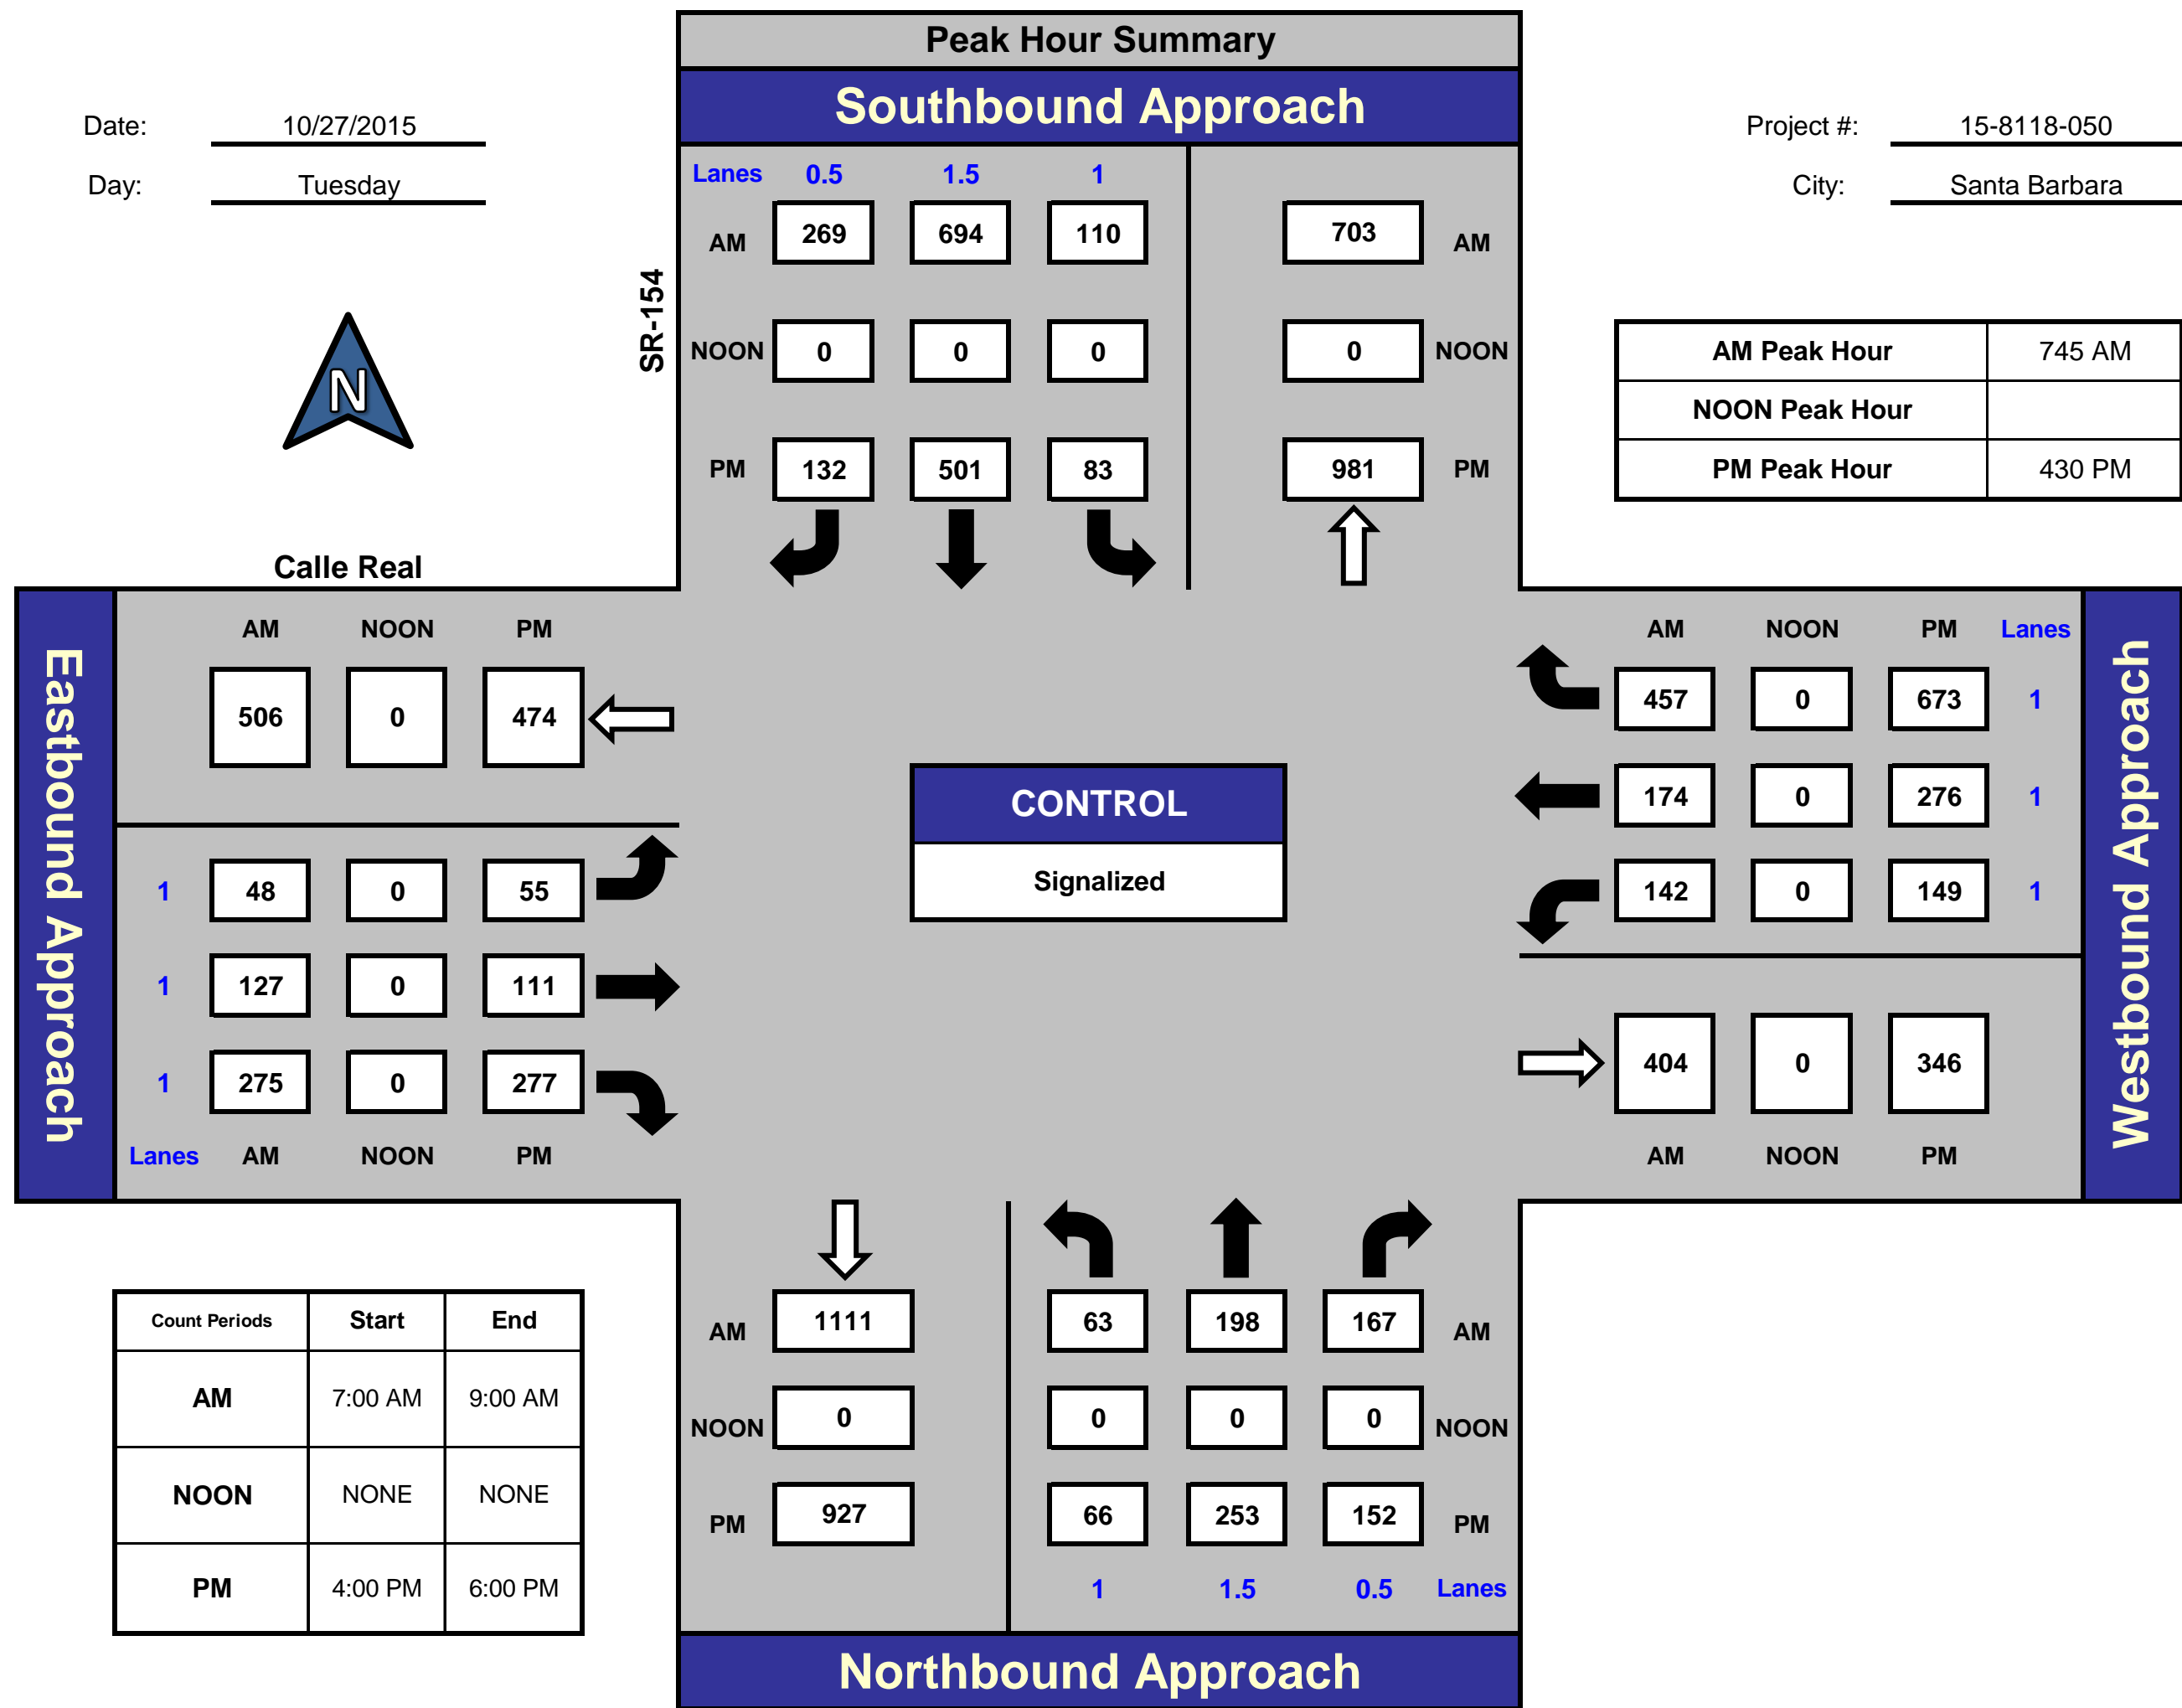 Peak Hour Summary
Southbound Approach
Date: 10/27/2015
Day: Tuesday
Project #: 15-8118-050
City: Santa Barbara
N
SR-154
Lanes 0.5 1.5 1
AM 269 694 110 703 AM
NOON 0 0 0 0 NOON
PM 132 501 83 981 PM
AM Peak Hour 745 AM
NOON Peak Hour
PM Peak Hour 430 PM
Calle Real
Eastbound Approach
AM NOON PM
506 0 474
1 48 0 55
1 127 0 111
1 275 0 277
Lanes AM NOON PM
CONTROL
Signalized
AM NOON PM Lanes
457 0 673 1
174 0 276 1
142 0 149 1
404 0 346
AM NOON PM
Westbound Approach
Count Periods Start End
AM 7:00 AM 9:00 AM
NOON NONE NONE
PM 4:00 PM 6:00 PM
AM 1111 63 198 167 AM
NOON 0 0 0 0 NOON
PM 927 66 253 152 PM
1 1.5 0.5 Lanes
Northbound Approach